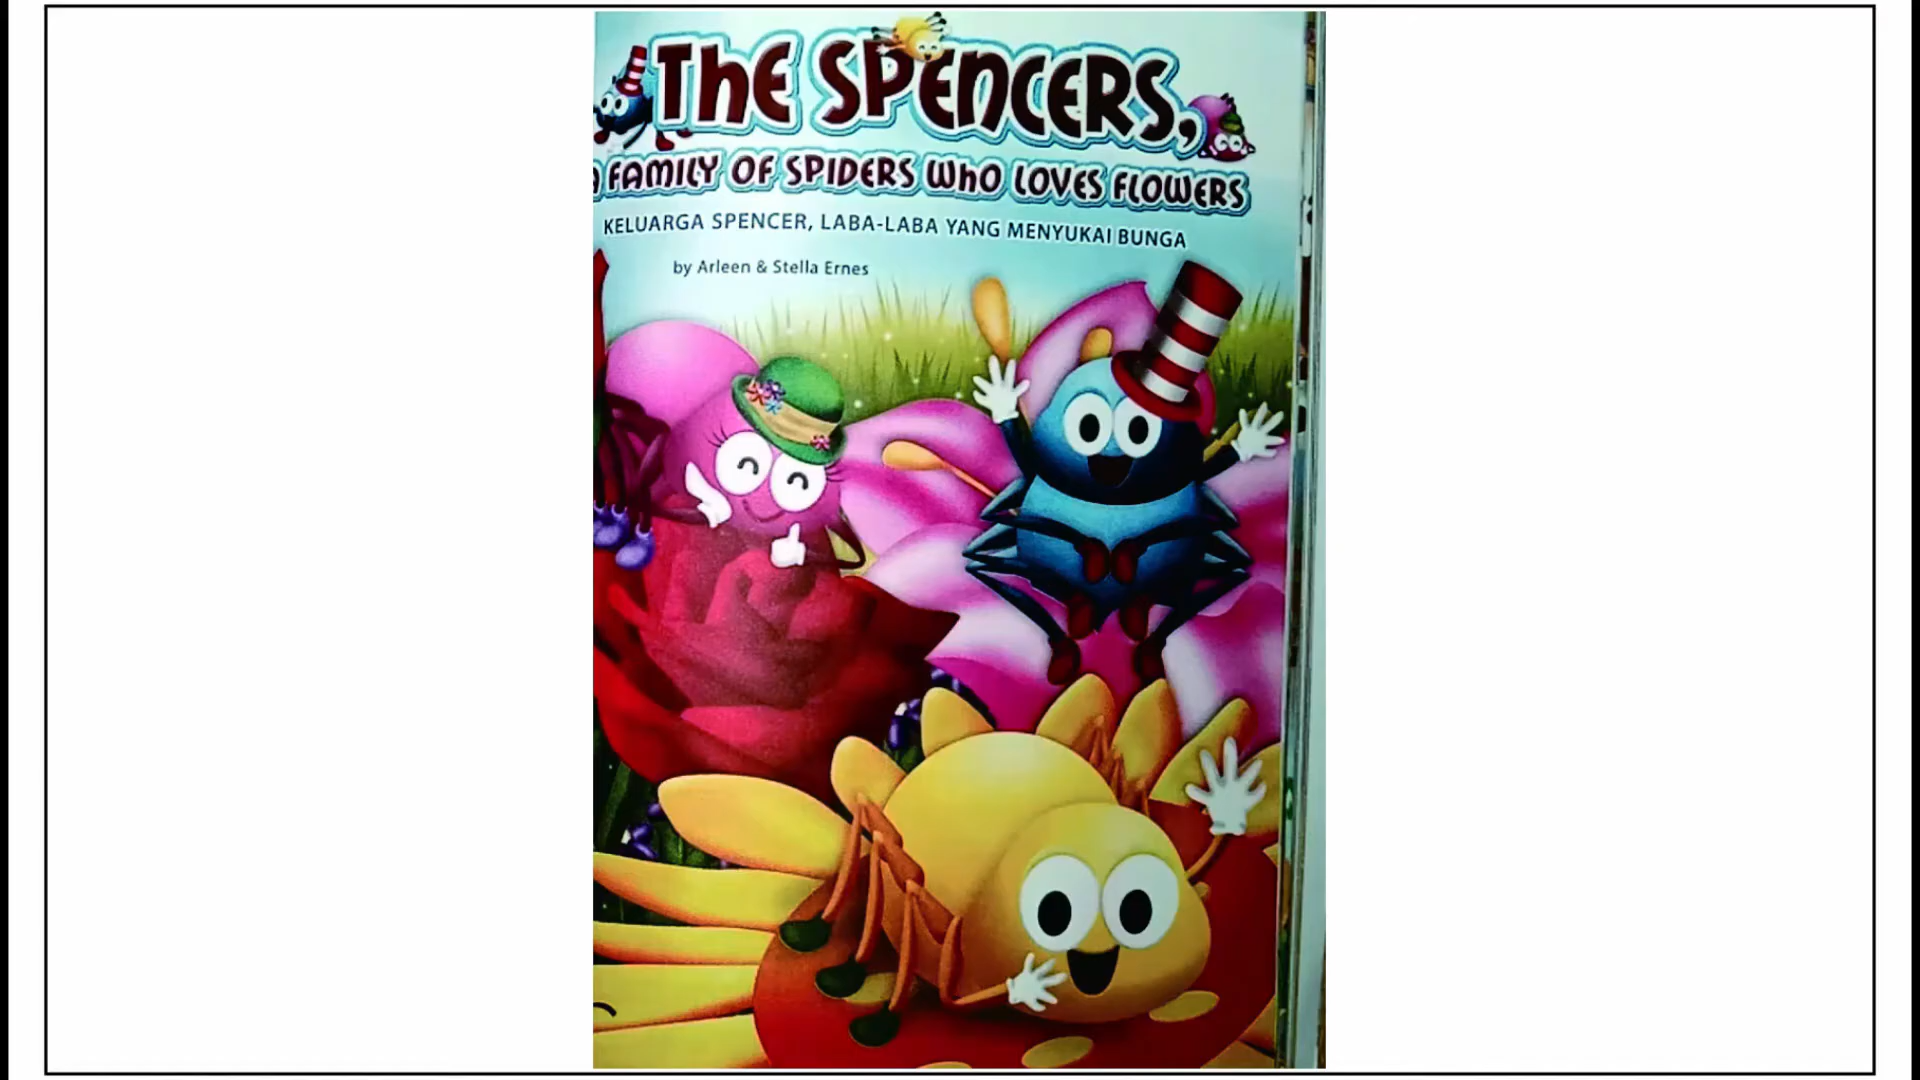 The SPENCERS,
a FAMILY OF SPIDERS WhO LOVES FLOWERS
KELUARGA SPENCER, LABA-LABA YANG MENYUKAI BUNGA
by Arleen & Stella Ernes